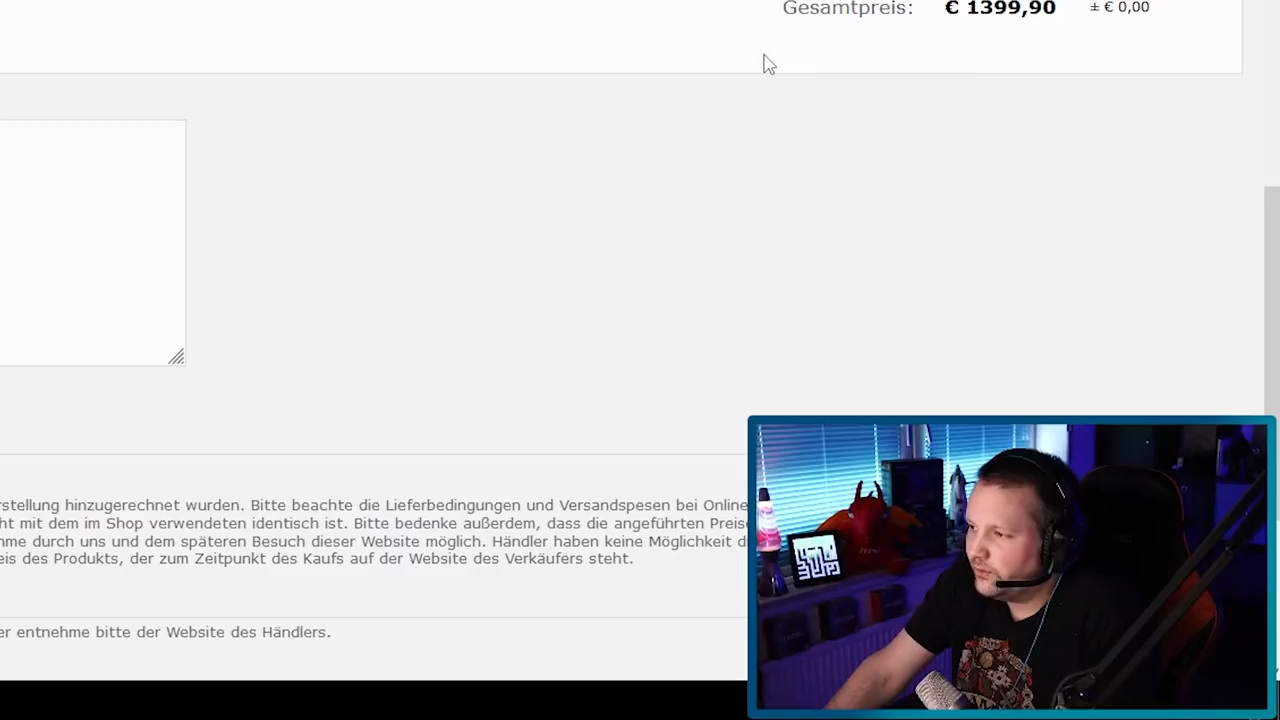 Gesamtpreis: € 1399,90 ± € 0,00
rstellung hinzugerechnet wurden. Bitte beachte die Lieferbedingungen und Versandspesen bei Online
ht mit dem im Shop verwendeten identisch ist. Bitte bedenke außerdem, dass die angeführten Preise
hme durch uns und dem späteren Besuch dieser Website möglich. Händler haben keine Möglichkeit d
eis des Produkts, der zum Zeitpunkt des Kaufs auf der Website des Verkäufers steht.
er entnehme bitte der Website des Händlers.